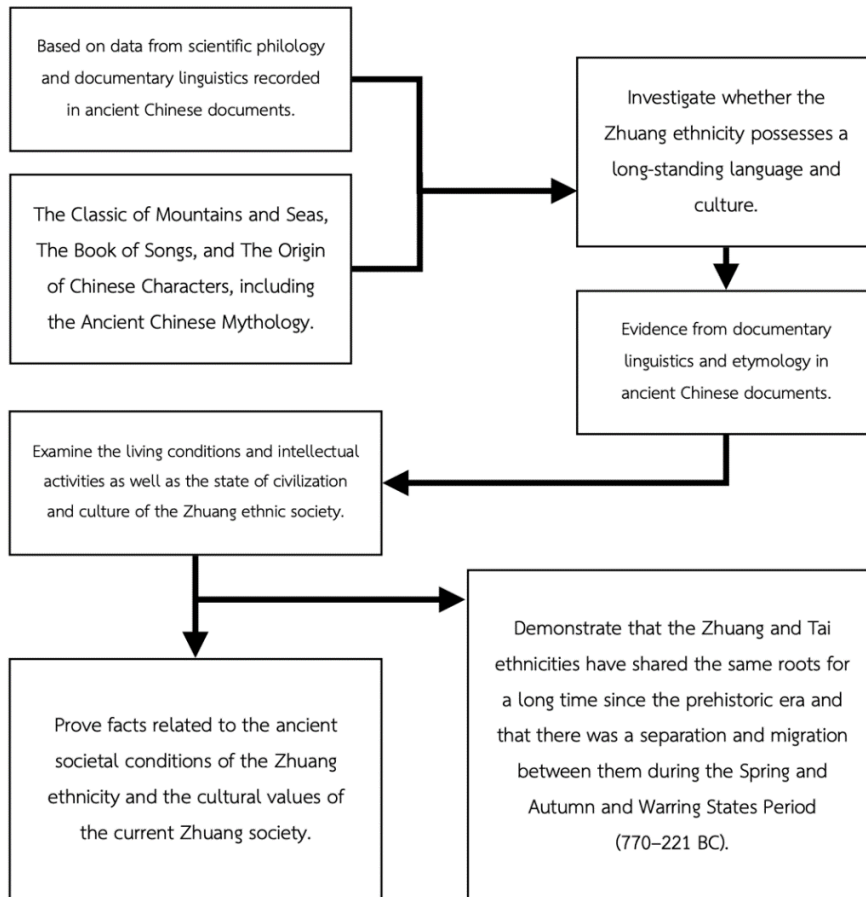 Based on data from scientific philology
and documentary linguistics recorded
in ancient Chinese documents.
The Classic of Mountains and Seas,
The Book of Songs, and The Origin
of Chinese Characters, including
the Ancient Chinese Mythology.
Investigate whether the
Zhuang ethnicity possesses a
long-standing language and
culture.
Evidence from documentary
linguistics and etymology in
ancient Chinese documents.
Examine the living conditions and intellectual
activities as well as the state of civilization
and culture of the Zhuang ethnic society.
Prove facts related to the ancient
societal conditions of the Zhuang
ethnicity and the cultural values of
the current Zhuang society.
Demonstrate that the Zhuang and Tai
ethnicities have shared the same roots for
a long time since the prehistoric era and
that there was a separation and migration
between them during the Spring and
Autumn and Warring States Period
(770–221 BC).